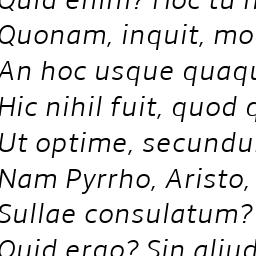 Quid enim? Hoc tu
Quonam, inquit, mo
An hoc usque quaqu
Hic nihil fuit, quod q
Ut optime, secundu
Nam Pyrrho, Aristo,
Sullae consulatum?
Quid ergo? Sin aliud